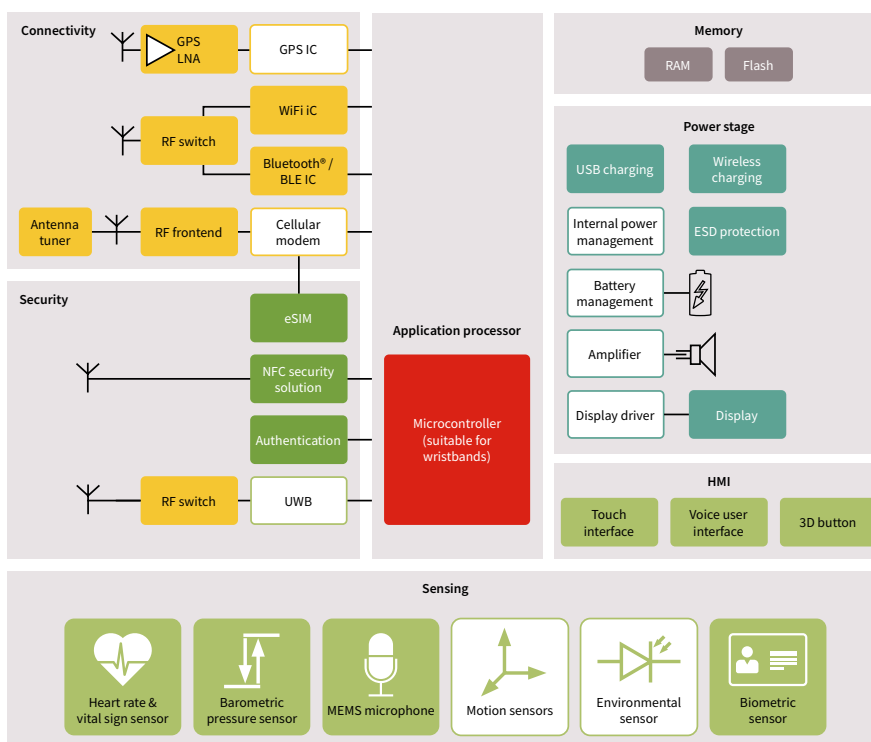 Connectivity
GPS
LNA
GPS IC
WiFi iC
RF switch
Bluetooth® /
BLE IC
Antenna
tuner
RF frontend
Cellular
modem
Security
eSIM
NFC security
solution
Authentication
RF switch
UWB
Application processor
Microcontroller
(suitable for
wristbands)
Memory
RAM
Flash
Power stage
USB charging
Wireless
charging
Internal power
management
ESD protection
Battery
management
Amplifier
Display driver
Display
HMI
Touch
interface
Voice user
interface
3D button
Sensing
Heart rate &
vital sign sensor
Barometric
pressure sensor
MEMS microphone
Motion sensors
Environmental
sensor
Biometric
sensor